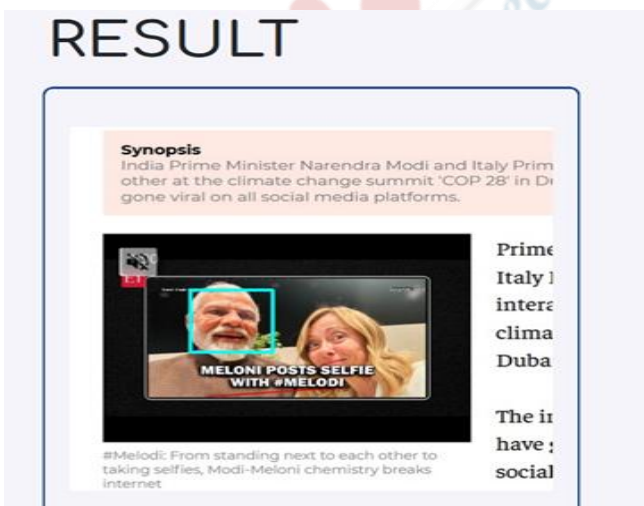 RESULT
Synopsis
India Prime Minister Narendra Modi and Italy Prim
other at the climate change summit 'COP 28' in D
gone viral on all social media platforms.
ET
MELONI POSTS SELFIE
WITH #MELODI
#Melodi: From standing next to each other to
taking selfies, Modi-Meloni chemistry breaks
internet
Prime
Italy
intera
clima
Duba
The in
have
social